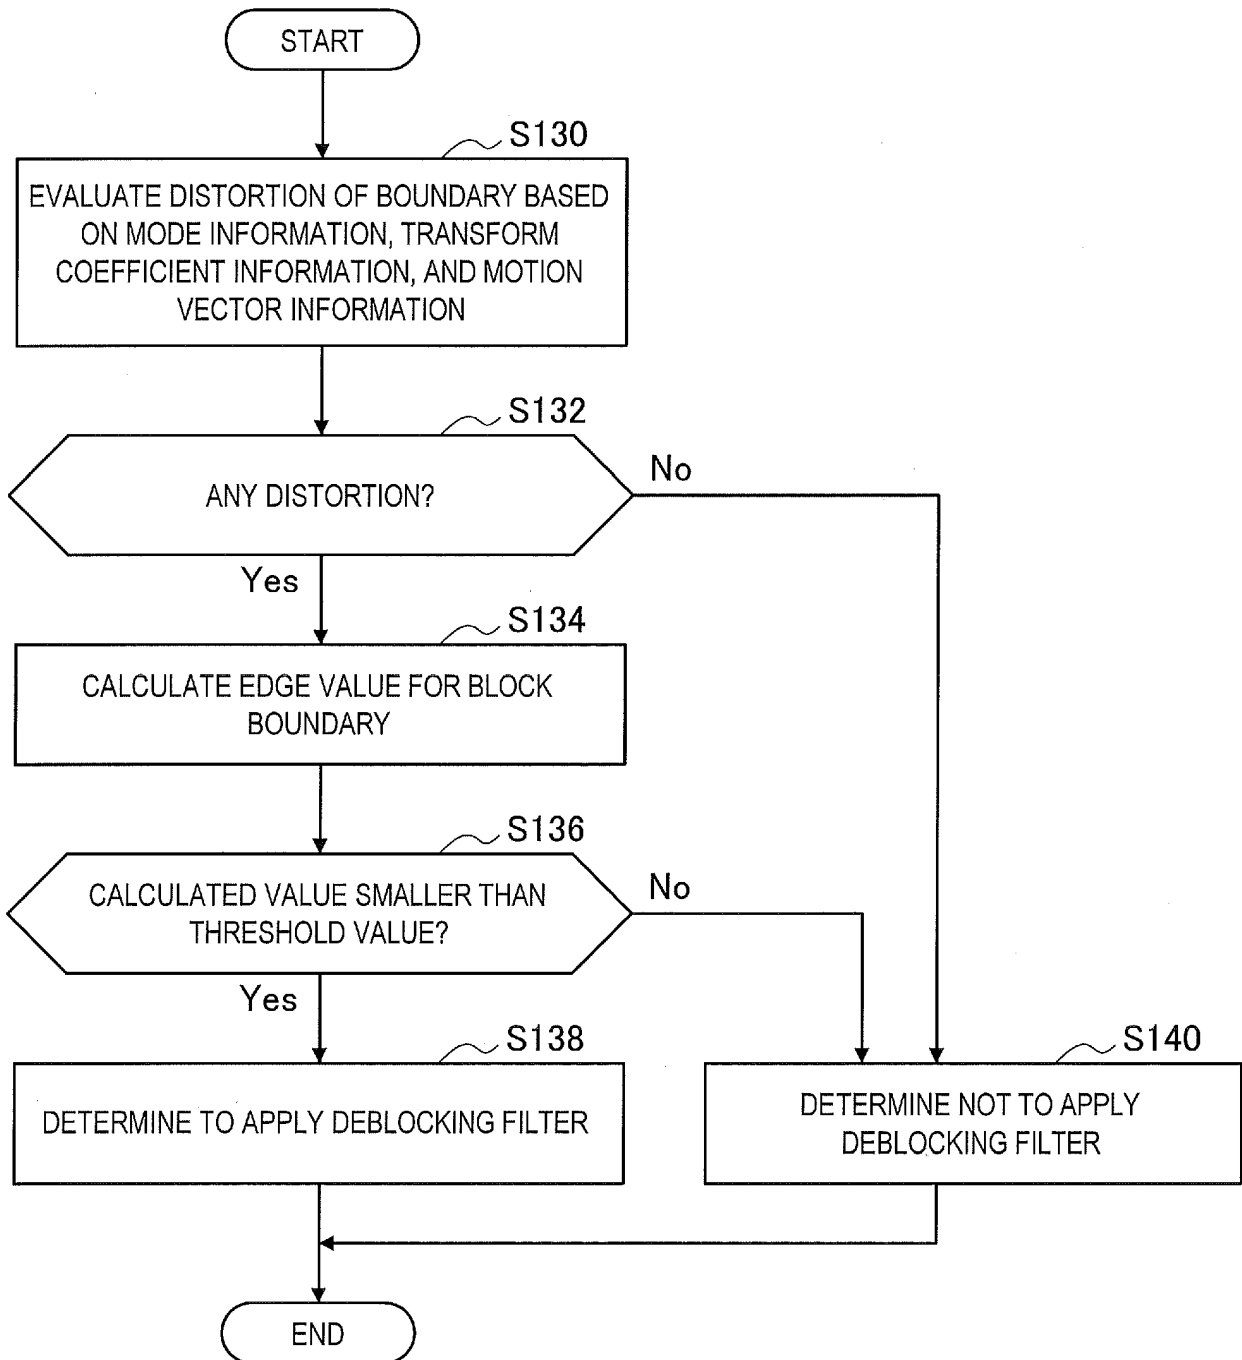 START
S130
EVALUATE DISTORTION OF BOUNDARY BASED
ON MODE INFORMATION, TRANSFORM
COEFFICIENT INFORMATION, AND MOTION
VECTOR INFORMATION
S132
ANY DISTORTION?
No
Yes
S134
CALCULATE EDGE VALUE FOR BLOCK
BOUNDARY
S136
CALCULATED VALUE SMALLER THAN
THRESHOLD VALUE?
No
Yes
S138
DETERMINE TO APPLY DEBLOCKING FILTER
S140
DETERMINE NOT TO APPLY
DEBLOCKING FILTER
END